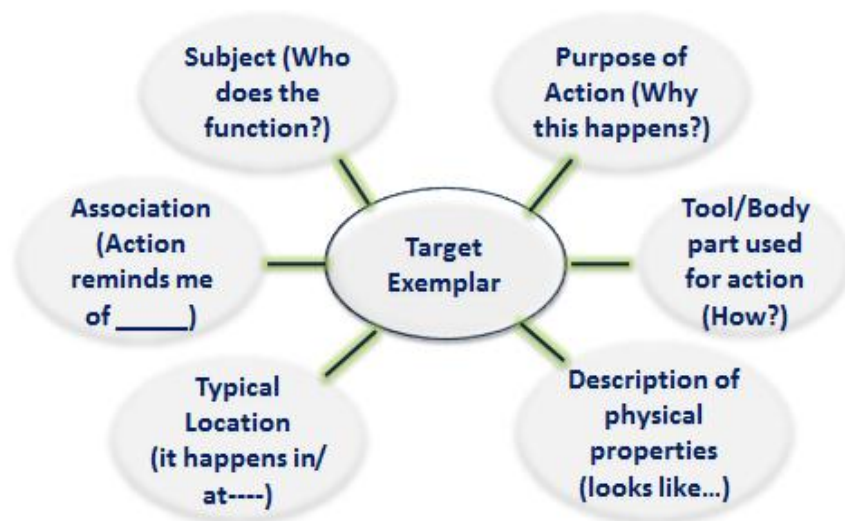 Subject (Who
does the
function?)
Purpose of
Action (Why
this happens?)
Association
(Action
reminds me
of _____)
Target
Exemplar
Tool/Body
part used
for action
(How?)
Typical
Location
(it happens in/
at----)
Description of
physical
properties
(looks like...)